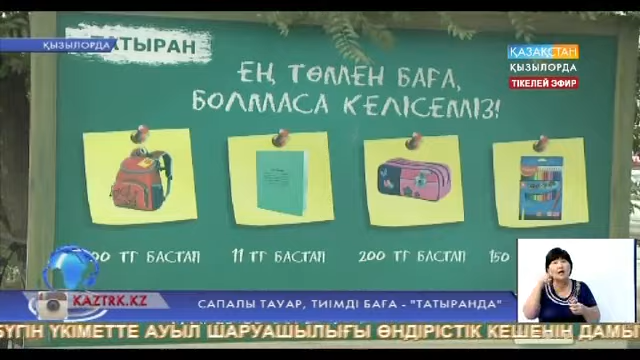 ҚЫЗЫЛОРДА
ТАТЫРАН
ҚАЗАҚСТАН
ҚЫЗЫЛОРДА
ТІКЕЛЕЙ ЭФИР
ЕҢ ТӨМЕН БАҒА,
БОЛМАСА КЕЛІСЕМІЗ!
ТГ БАСТАП
11 ТГ БАСТАП
200 ТГ БАСТАП
150
KAZTRK.KZ
САПАЛЫ ТАУАР, ТИІМДІ БАҒА - "ТАТЫРАНДА"
БҮГІН ҮКІМЕТТЕ АУЫЛ ШАРУАШЫЛЫҒЫ ӨНДІРІСТІК КЕШЕНІН ДАМЫ